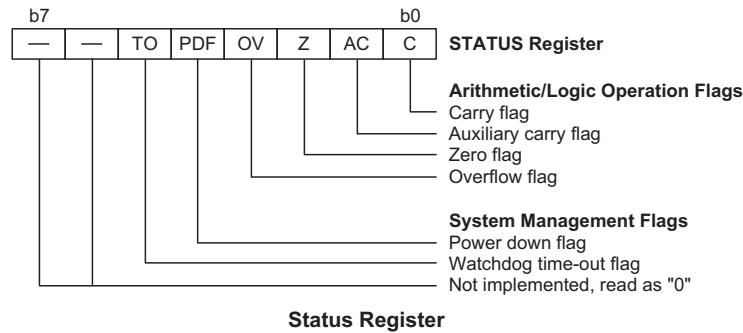 b7 b0
— — TO PDF OV Z AC C STATUS Register
Arithmetic/Logic Operation Flags
Carry flag
Auxiliary carry flag
Zero flag
Overflow flag
System Management Flags
Power down flag
Watchdog time-out flag
Not implemented, read as "0"
Status Register